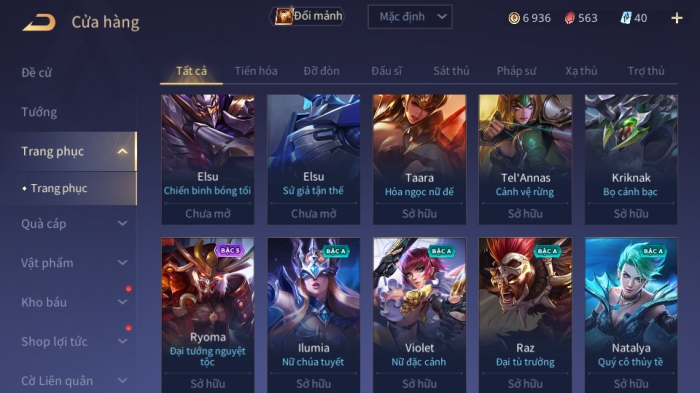 Cửa hàng
Đổi mảnh
Mặc định
6 936
563
40
Đề cử
Tướng
Trang phục
Trang phục
Quà cáp
Vật phẩm
Kho báu
Shop lợi tức
Cờ Liên quân
Tất cả Tiến hóa Đỡ đòn Đấu sĩ Sát thủ Pháp sư Xạ thủ Trợ thủ
Elsu
Chiến binh bóng tối
Chưa mở
Elsu
Sứ giả tận thế
Chưa mở
Taara
Hỏa ngọc nữ đế
Sở hữu
Tel'Annas
Cảnh vệ rừng
Sở hữu
Kriknak
Bọ cánh bạc
Sở hữu
BẬC S
Ryoma
Đại tướng nguyệt
tộc
Sở hữu
BẬC A
Ilumia
Nữ chúa tuyết
Sở hữu
BẬC A
Violet
Nữ đặc cảnh
Sở hữu
BẬC A
Raz
Đại tù trưởng
Sở hữu
BẬC A
Natalya
Quý cô thủy tề
Sở hữu